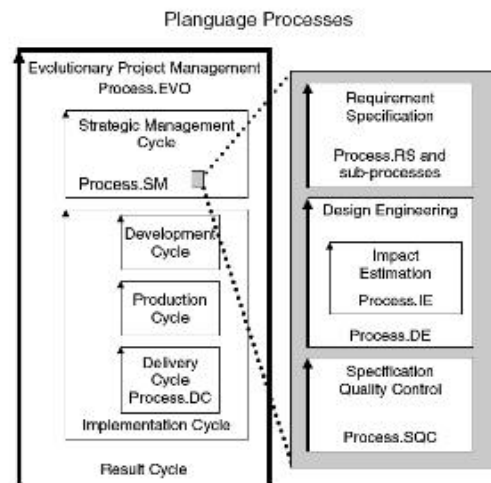 Planguage Processes
Evolutionary Project Management
Process.EVO
Strategic Management
Cycle
Process.SM
Development
Cycle
Production
Cycle
Delivery
Cycle
Process.DC
Implementation Cycle
Result Cycle
Requirement
Specification
Process.RS and
sub-processes
Design Engineering
Impact
Estimation
Process.IE
Process.DE
Specification
Quality Control
Process.SQC